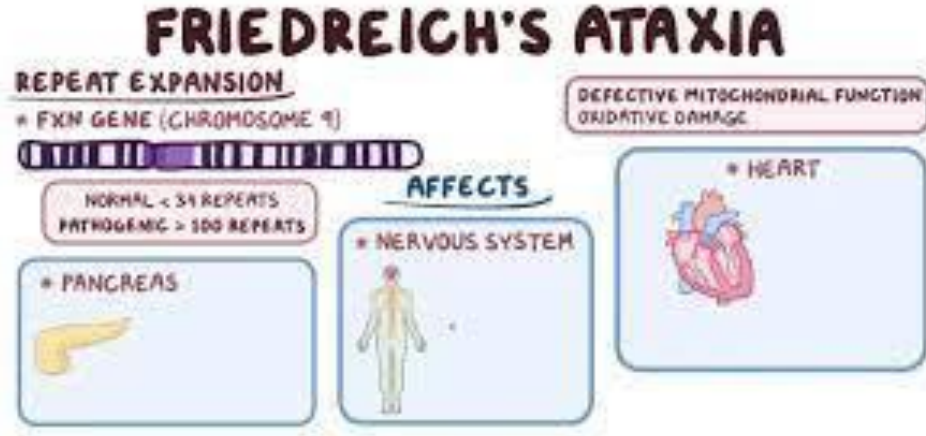 FRIEDREICH'S ATAXIA
REPEAT EXPANSION
* FXN GENE (CHROMOSOME 9)
NORMAL < 34 REPEATS
PATHOGENIC > 100 REPEATS
DEFECTIVE MITOCHONDRIAL FUNCTION
OXIDATIVE DAMAGE
AFFECTS
* PANCREAS
* NERVOUS SYSTEM
* HEART